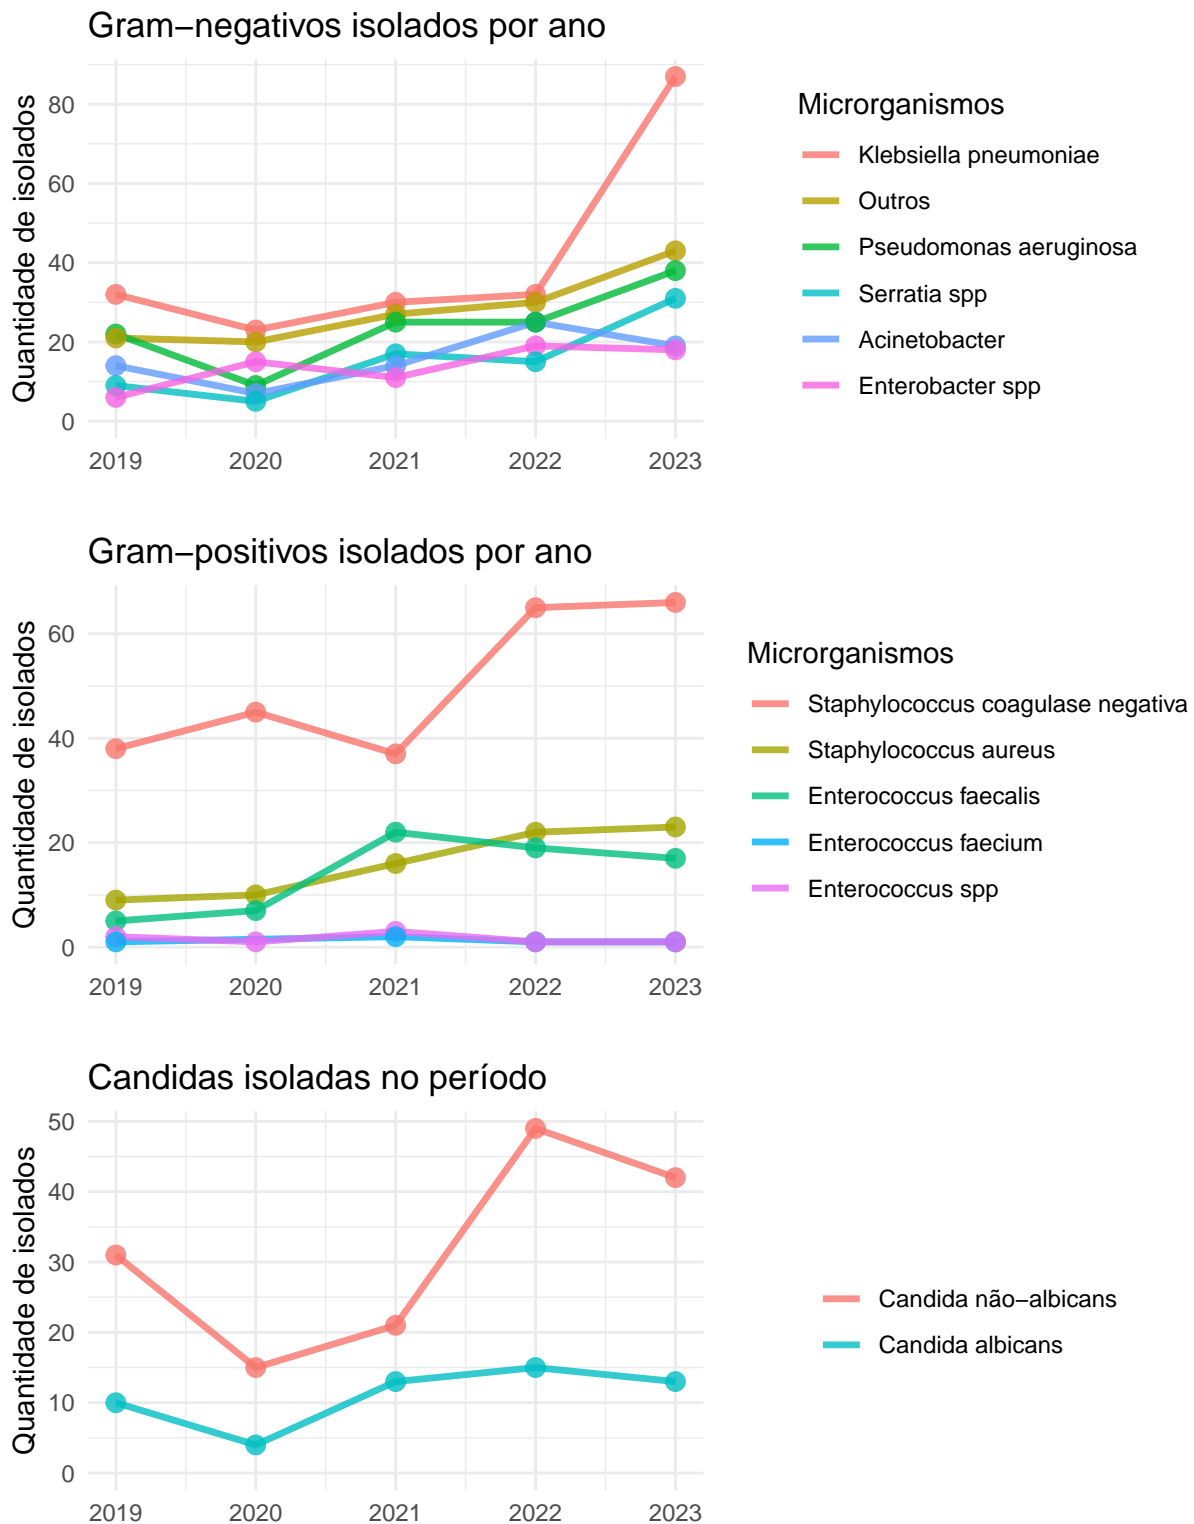 Gram−negativos isolados por ano
Quantidade de isolados
80
60
40
20
0
2019 2020 2021 2022 2023
Microrganismos
Klebsiella pneumoniae
Outros
Pseudomonas aeruginosa
Serratia spp
Acinetobacter
Enterobacter spp
Gram−positivos isolados por ano
Quantidade de isolados
60
40
20
0
2019 2020 2021 2022 2023
Microrganismos
Staphylococcus coagulase negativa
Staphylococcus aureus
Enterococcus faecalis
Enterococcus faecium
Enterococcus spp
Candidas isoladas no período
Quantidade de isolados
50
40
30
20
10
0
2019 2020 2021 2022 2023
Candida não−albicans
Candida albicans